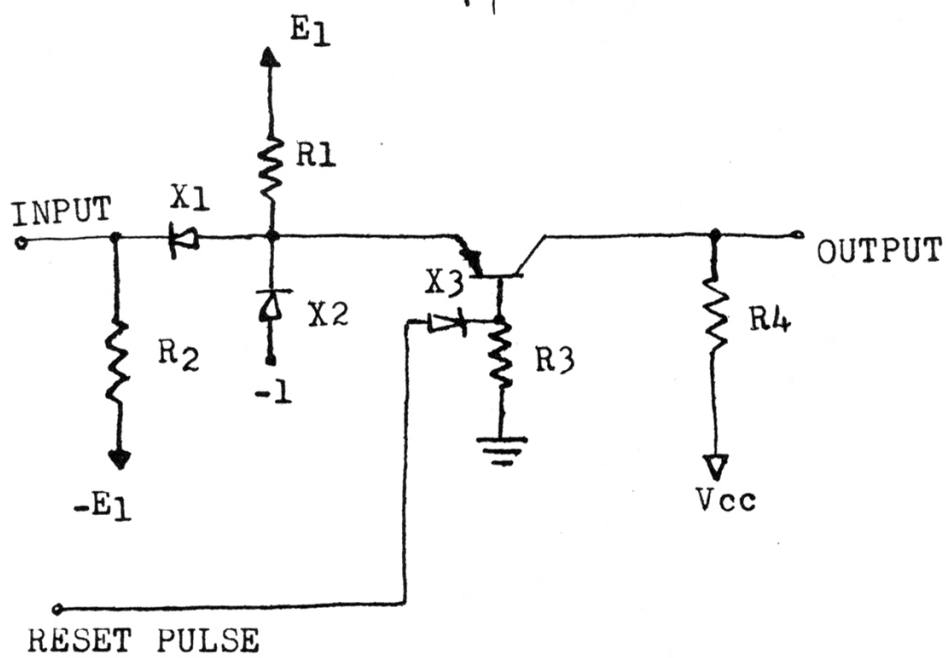 E1
R1
X1
INPUT
X2
-1
R2
-E1
X3
R3
OUTPUT
R4
Vcc
RESET PULSE